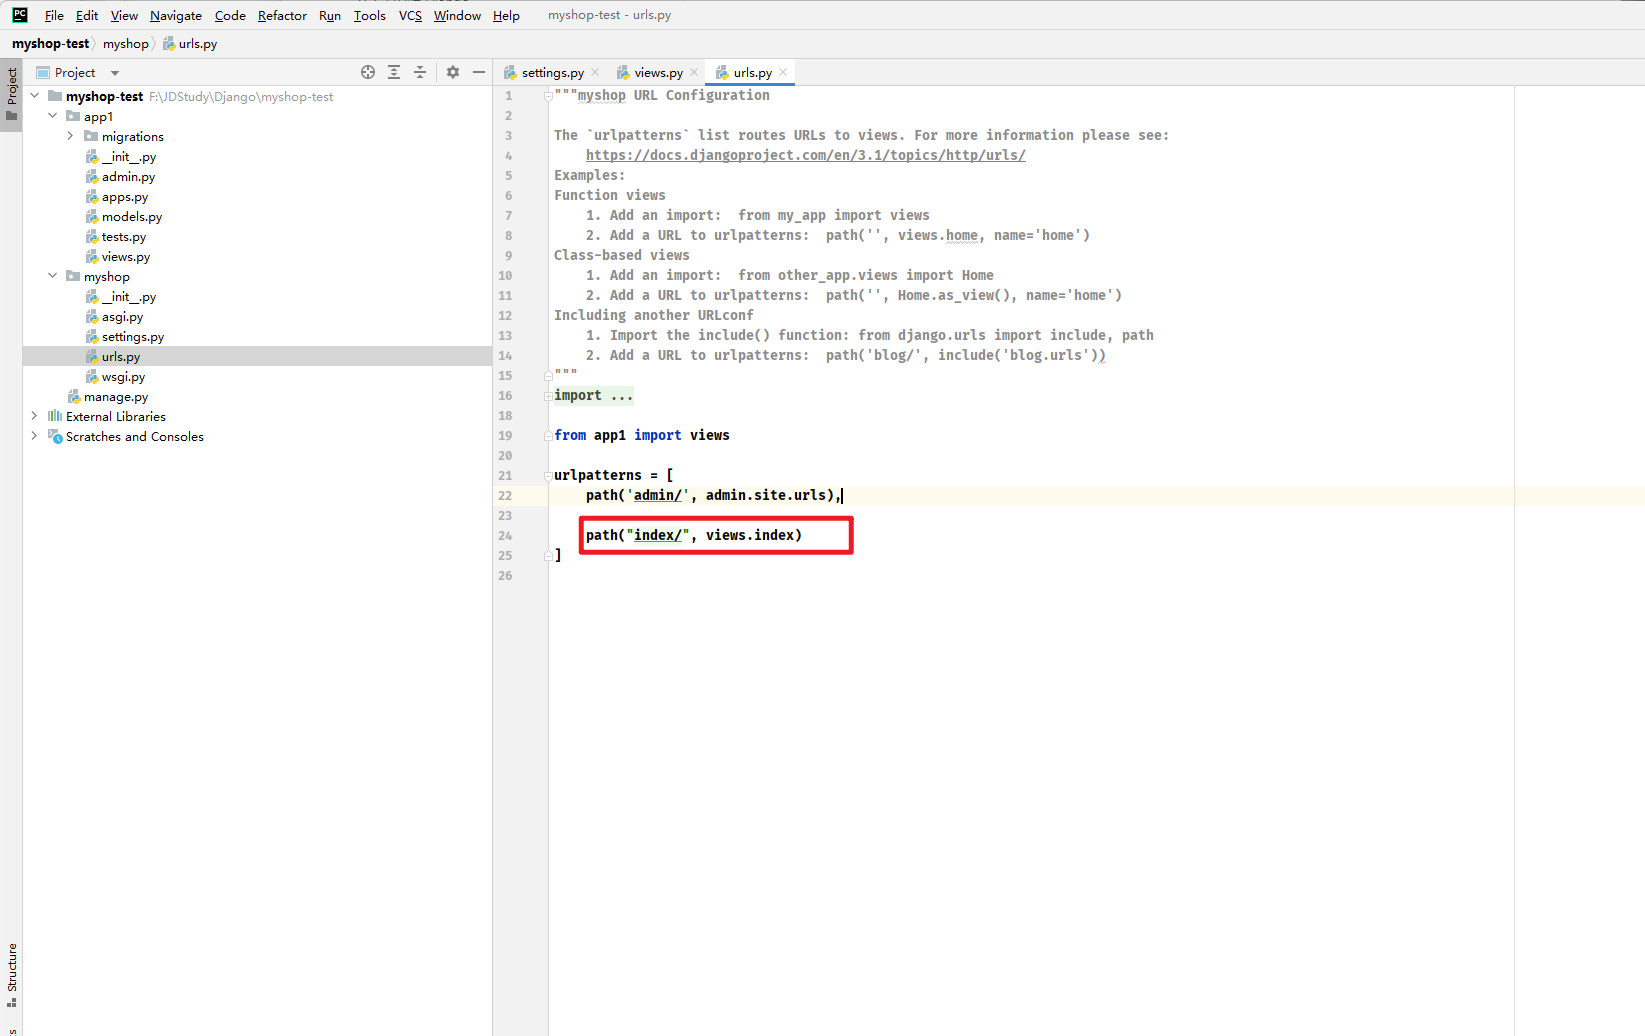 PC File Edit View Navigate Code Refactor Run Tools VCS Window Help myshop-test - urls.py
myshop-test myshop urls.py
Project
Project
settings.py views.py urls.py
myshop-test F:\JDStudy\Django\myshop-test
app1
migrations
__init__.py
admin.py
apps.py
models.py
tests.py
views.py
myshop
__init__.py
asgi.py
settings.py
urls.py
wsgi.py
manage.py
External Libraries
Scratches and Consoles
Structure
1 """myshop URL Configuration
2
3 The `urlpatterns` list routes URLs to views. For more information please see:
4 https://docs.djangoproject.com/en/3.1/topics/http/urls/
5 Examples:
6 Function views
7 1. Add an import:  from my_app import views
8 2. Add a URL to urlpatterns:  path('', views.home, name='home')
9 Class-based views
10 1. Add an import:  from other_app.views import Home
11 2. Add a URL to urlpatterns:  path('', Home.as_view(), name='home')
12 Including another URLconf
13 1. Import the include() function: from django.urls import include, path
14 2. Add a URL to urlpatterns:  path('blog/', include('blog.urls'))
15 """
16 import ...
18
19 from app1 import views
20
21 urlpatterns = [
22 path('admin/', admin.site.urls),
23
24 path("index/", views.index)
25 ]
26